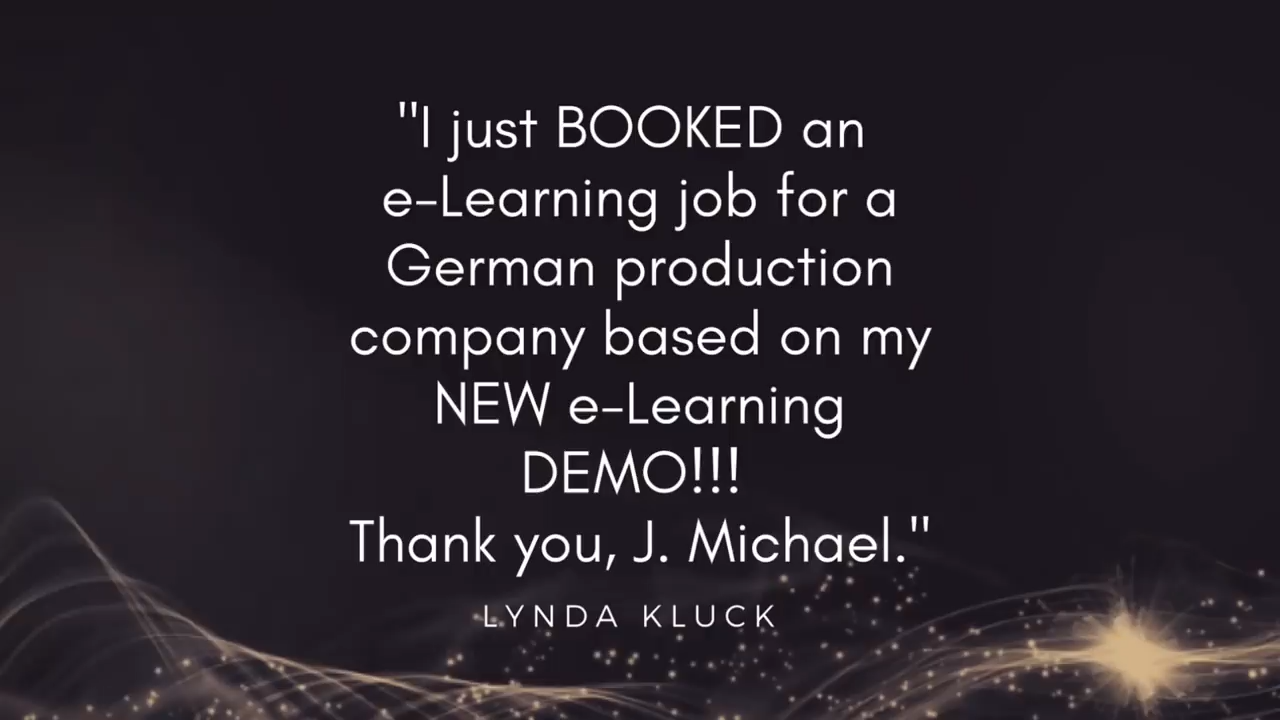 "I just BOOKED an
e-Learning job for a
German production
company based on my
NEW e-Learning
DEMO!!!
Thank you, J. Michael."
LYNDA KLUCK